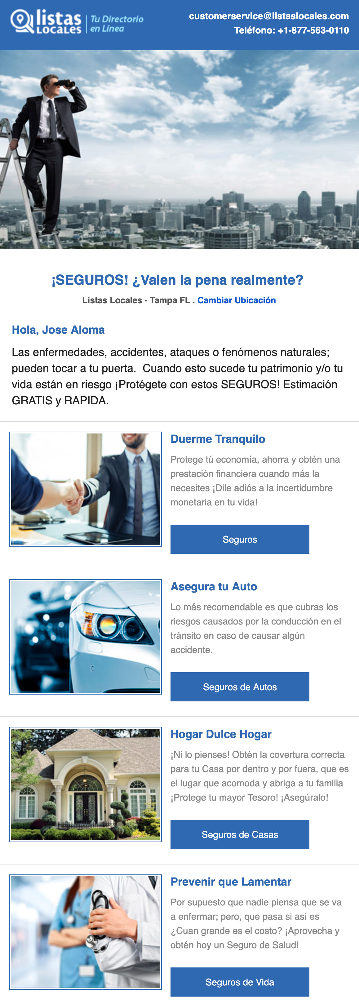 listas
LOCALES
Tu Directorio
en Línea
customerservice@listaslocales.com
Teléfono: +1-877-563-0110
¡SEGUROS! ¿Valen la pena realmente?
Listas Locales - Tampa FL . Cambiar Ubicación
Hola, Jose Aloma
Las enfermedades, accidentes, ataques o fenómenos naturales;
pueden tocar a tu puerta.  Cuando esto sucede tu patrimonio y/o tu
vida están en riesgo ¡Protégete con estos SEGUROS! Estimación
GRATIS y RAPIDA.
Duerme Tranquilo
Protege tú economía, ahorra y obtén una
prestación financiera cuando más la
necesites ¡Dile adiós a la incertidumbre
monetaria en tu vida!
Seguros
Asegura tu Auto
Lo más recomendable es que cubras los
riesgos causados por la conducción en el
tránsito en caso de causar algún
accidente.
Seguros de Autos
Hogar Dulce Hogar
¡Ni lo pienses! Obtén la covertura correcta
para tu Casa por dentro y por fuera, que es
el lugar que acomoda y abriga a tu familia
¡Protege tu mayor Tesoro! ¡Asegúralo!
Seguros de Casas
Prevenir que Lamentar
Por supuesto que nadie piensa que se va
a enfermar; pero, que pasa si así es
¿Cuan grande es el costo? ¡Aprovecha y
obtén hoy un Seguro de Salud!
Seguros de Vida